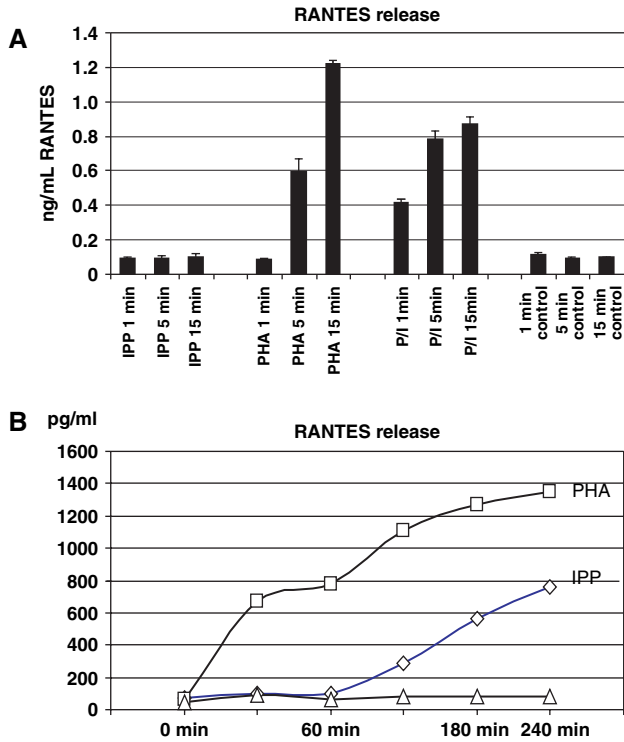 A
RANTES release
ng/mL RANTES
1.4
1.2
1.0
0.8
0.6
0.4
0.2
0
IPP 1 min
IPP 5 min
IPP 15 min
PHA 1 min
PHA 5 min
PHA 15 min
P/I 1min
P/I 5min
P/I 15min
1 min
control
5 min
control
15 min
control
B
pg/ml
RANTES release
1600
1400
1200
1000
800
600
400
200
0
PHA
IPP
0 min
60 min
180 min
240 min